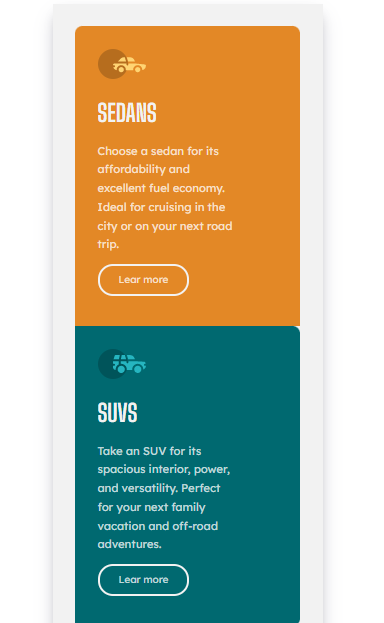 SEDANS
Choose a sedan for its
affordability and
excellent fuel economy.
Ideal for cruising in the
city or on your next road
trip.
Lear more
SUVS
Take an SUV for its
spacious interior, power,
and versatility. Perfect
for your next family
vacation and off-road
adventures.
Lear more